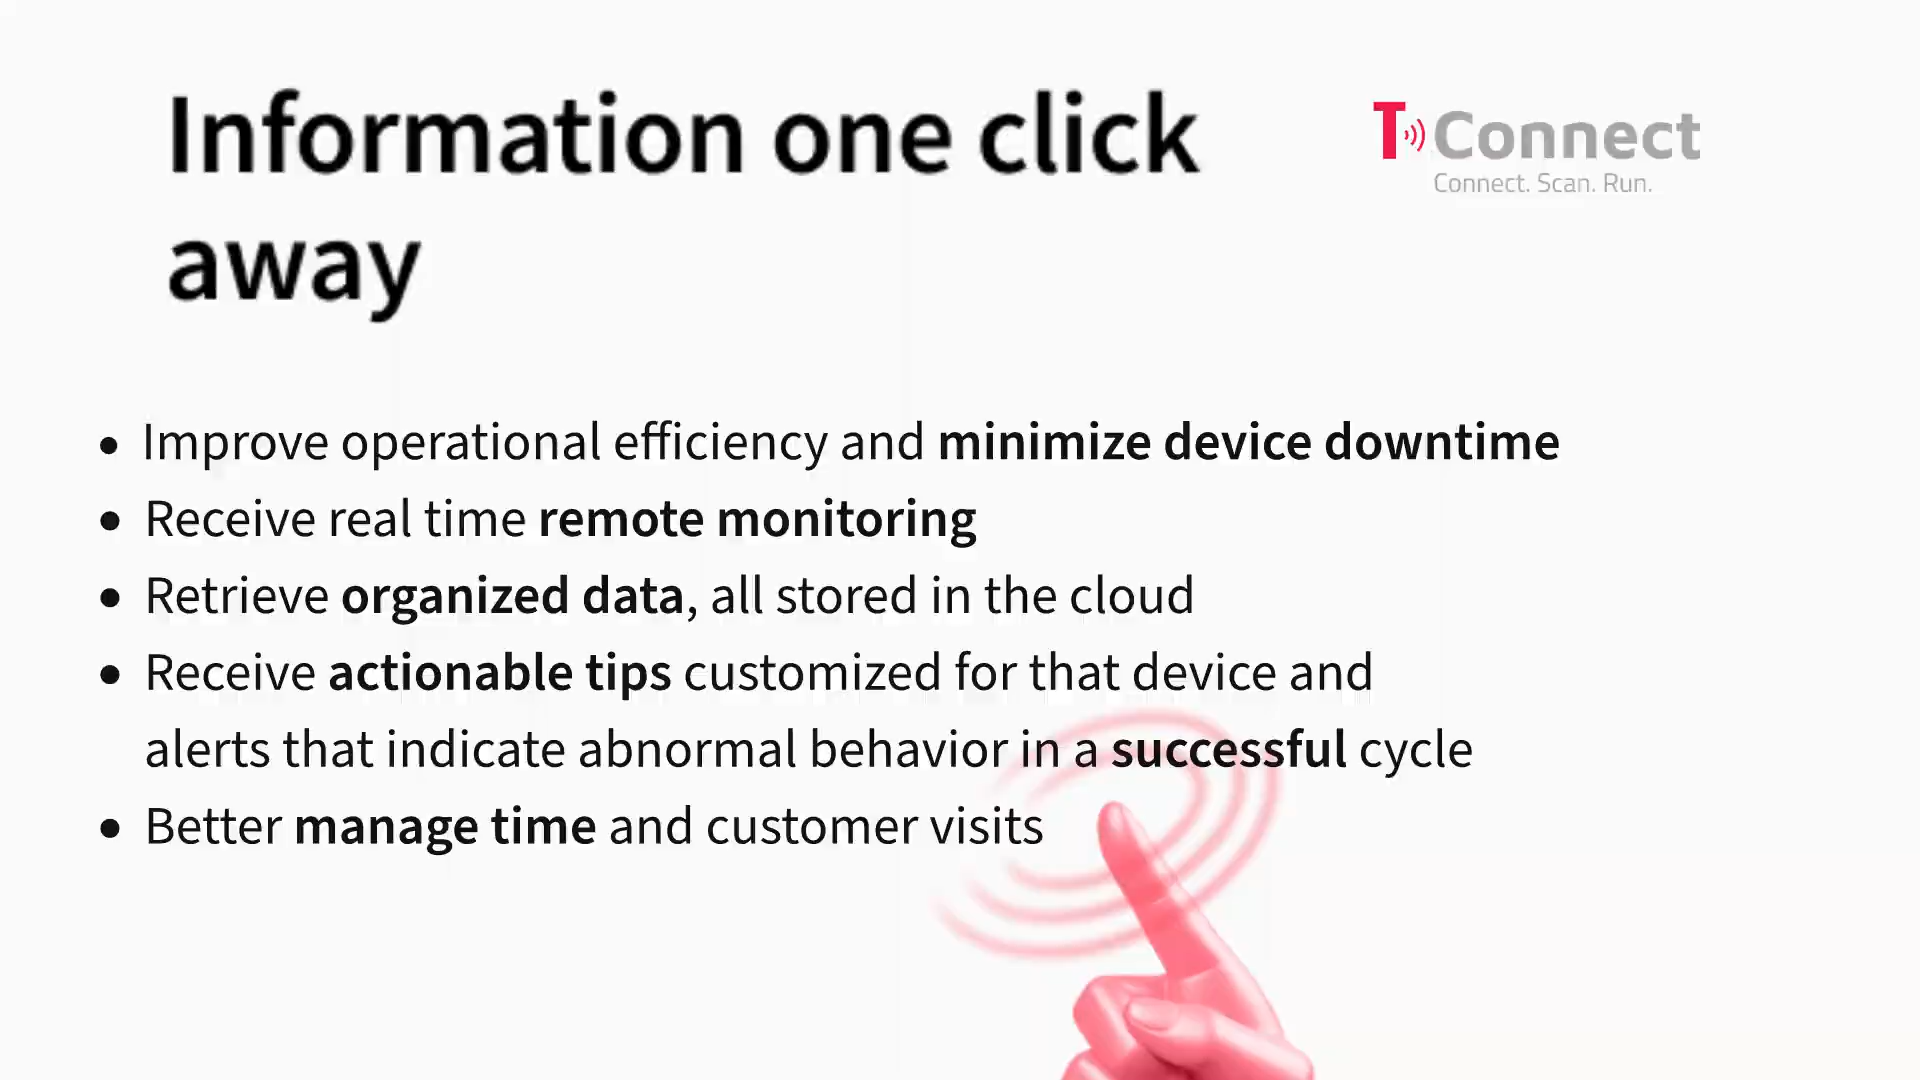 Information one click
away
T Connect
Connect. Scan. Run.
• Improve operational efficiency and minimize device downtime
• Receive real time remote monitoring
• Retrieve organized data, all stored in the cloud
• Receive actionable tips customized for that device and
alerts that indicate abnormal behavior in a successful cycle
• Better manage time and customer visits